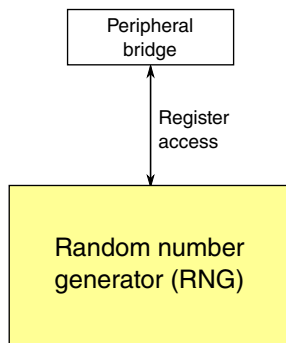 Peripheral
bridge
Register
access
Random number
generator (RNG)